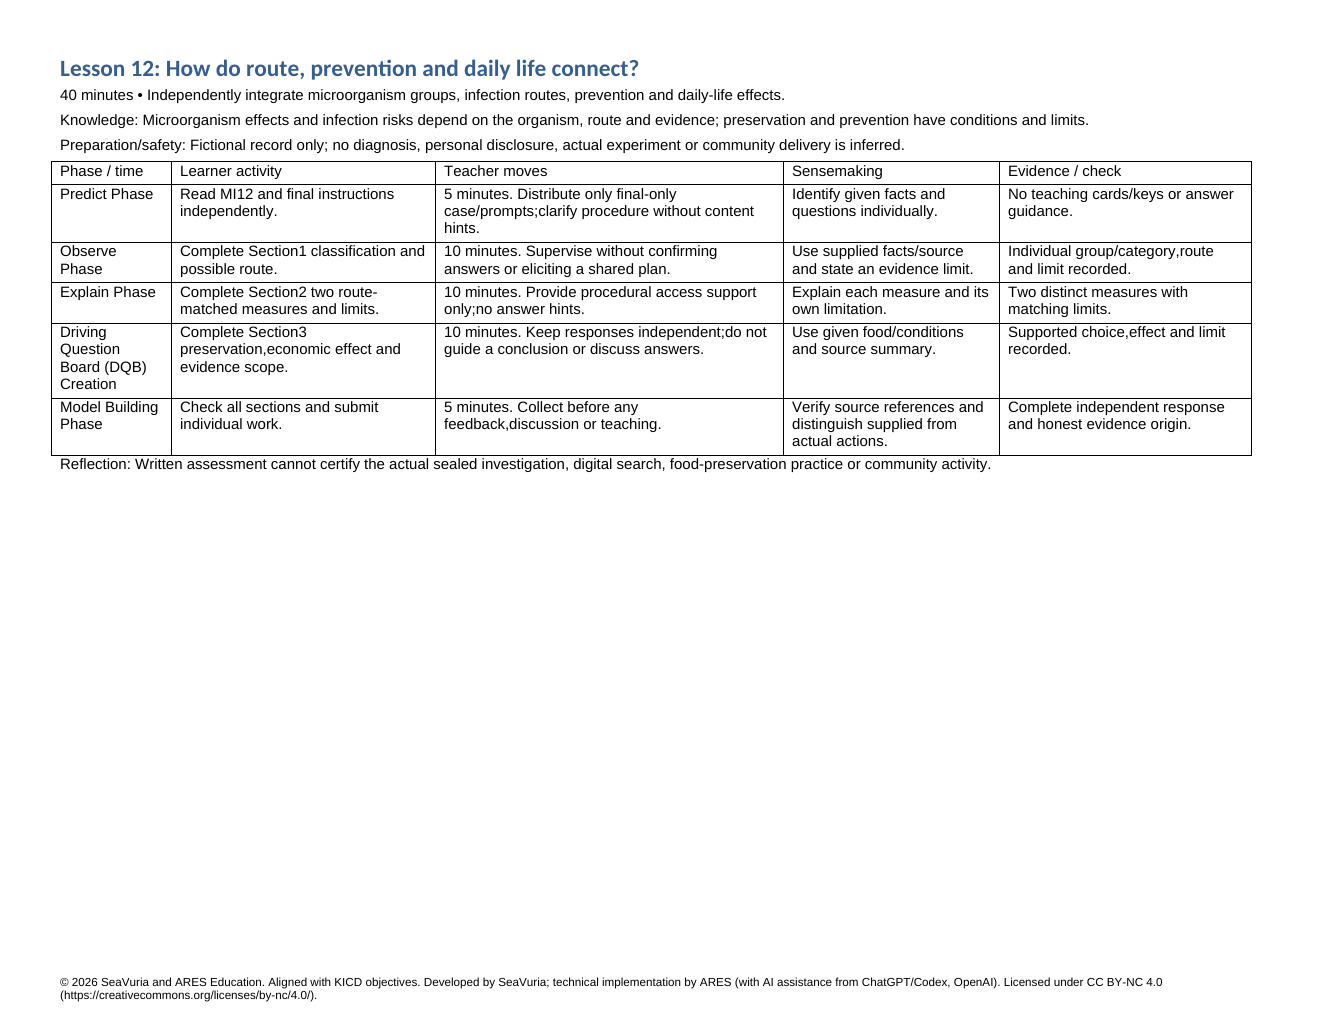 Lesson 12: How do route, prevention and daily life connect?
40 minutes • Independently integrate microorganism groups, infection routes, prevention and daily-life effects.
Knowledge: Microorganism effects and infection risks depend on the organism, route and evidence; preservation and prevention have conditions and limits.
Preparation/safety: Fictional record only; no diagnosis, personal disclosure, actual experiment or community delivery is inferred.
Phase / time
Learner activity
Teacher moves
Sensemaking
Evidence / check
Predict Phase
Read MI12 and final instructions
independently.
5 minutes. Distribute only final-only
case/prompts;clarify procedure without content
hints.
Identify given facts and
questions individually.
No teaching cards/keys or answer
guidance.
Observe
Phase
Complete Section1 classification and
possible route.
10 minutes. Supervise without confirming
answers or eliciting a shared plan.
Use supplied facts/source
and state an evidence limit.
Individual group/category,route
and limit recorded.
Explain Phase
Complete Section2 two route-
matched measures and limits.
10 minutes. Provide procedural access support
only;no answer hints.
Explain each measure and its
own limitation.
Two distinct measures with
matching limits.
Driving
Question
Board (DQB)
Creation
Complete Section3
preservation,economic effect and
evidence scope.
10 minutes. Keep responses independent;do not
guide a conclusion or discuss answers.
Use given food/conditions
and source summary.
Supported choice,effect and limit
recorded.
Model Building
Phase
Check all sections and submit
individual work.
5 minutes. Collect before any
feedback,discussion or teaching.
Verify source references and
distinguish supplied from
actual actions.
Complete independent response
and honest evidence origin.
Reflection: Written assessment cannot certify the actual sealed investigation, digital search, food-preservation practice or community activity.
© 2026 SeaVuria and ARES Education. Aligned with KICD objectives. Developed by SeaVuria; technical implementation by ARES (with AI assistance from ChatGPT/Codex, OpenAI). Licensed under CC BY-NC 4.0
(https://creativecommons.org/licenses/by-nc/4.0/).